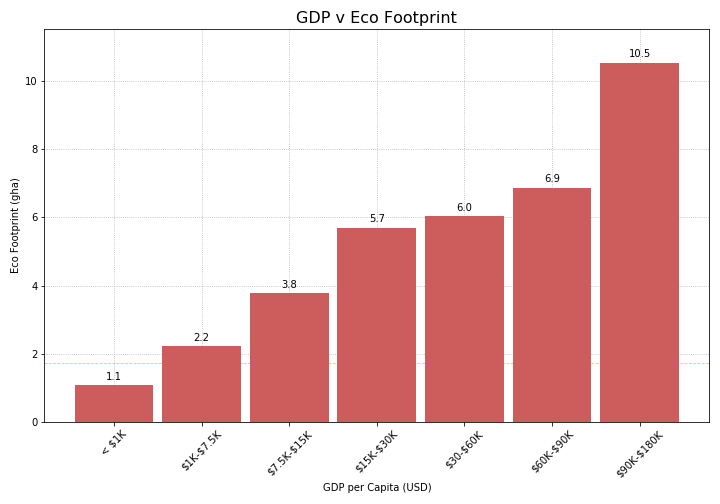 GDP v Eco Footprint
10.5
10
8
6.9
6.0
5.7
6
3.8
4
2.2
2
1.1
0
Eco Footprint (gha)
< $1K
$1K-$7.5K
$7.5K-$15K
$15K-$30K
$30-$60K
$60K-$90K
$90K-$180K
GDP per Capita (USD)